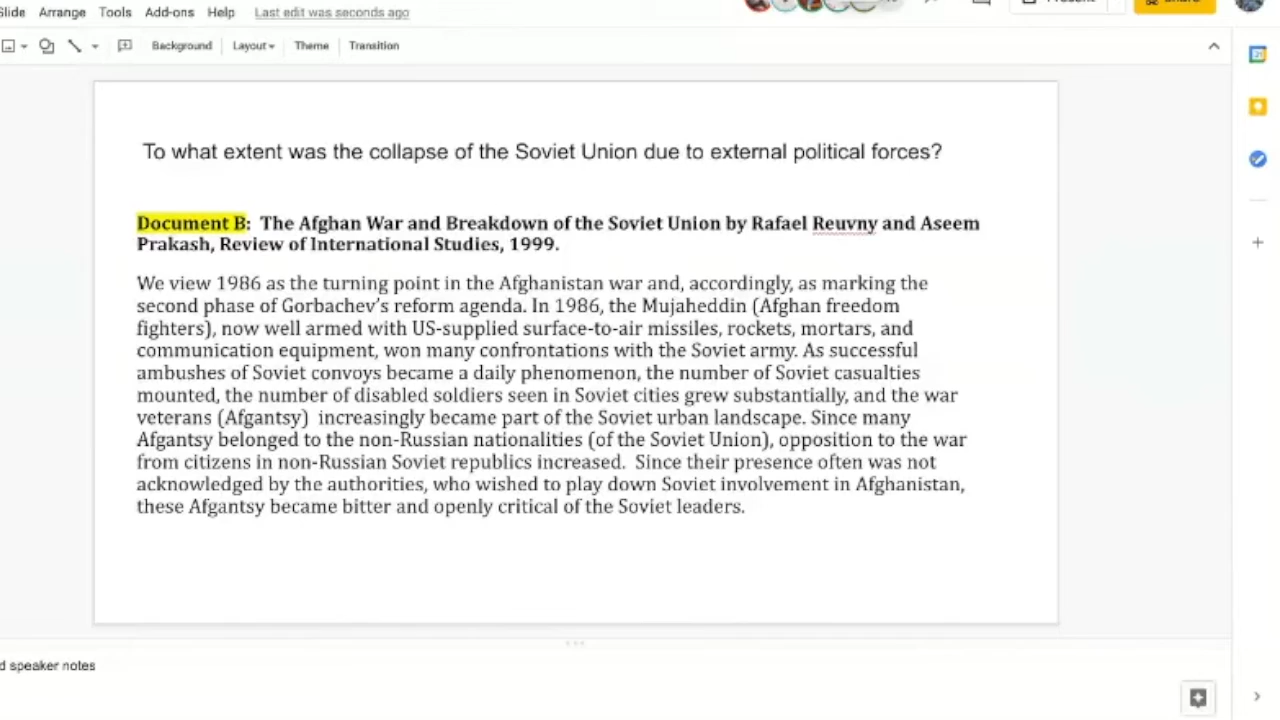 Slide Arrange Tools Add-ons Help Last edit was seconds ago
Background Layout Theme Transition
To what extent was the collapse of the Soviet Union due to external political forces?
Document B: The Afghan War and Breakdown of the Soviet Union by Rafael Reuvny and Aseem
Prakash, Review of International Studies, 1999.
We view 1986 as the turning point in the Afghanistan war and, accordingly, as marking the
second phase of Gorbachev's reform agenda. In 1986, the Mujaheddin (Afghan freedom
fighters), now well armed with US-supplied surface-to-air missiles, rockets, mortars, and
communication equipment, won many confrontations with the Soviet army. As successful
ambushes of Soviet convoys became a daily phenomenon, the number of Soviet casualties
mounted, the number of disabled soldiers seen in Soviet cities grew substantially, and the war
veterans (Afgantsy) increasingly became part of the Soviet urban landscape. Since many
Afgantsy belonged to the non-Russian nationalities (of the Soviet Union), opposition to the war
from citizens in non-Russian Soviet republics increased. Since their presence often was not
acknowledged by the authorities, who wished to play down Soviet involvement in Afghanistan,
these Afgantsy became bitter and openly critical of the Soviet leaders.
d speaker notes